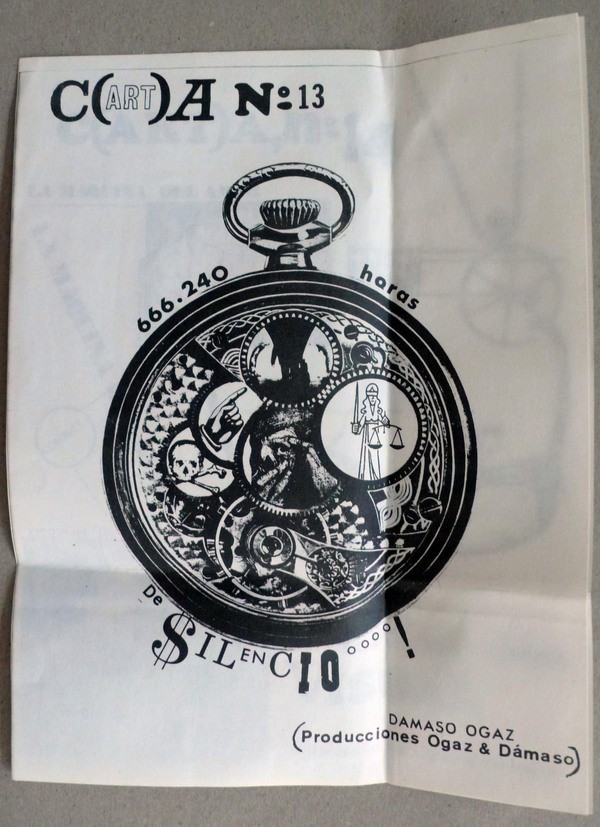 C(ART)A Nº 13
666.240 horas
De $ILENCIO....!
DAMASO OGAZ
(Producciones Ogaz & Dámaso)